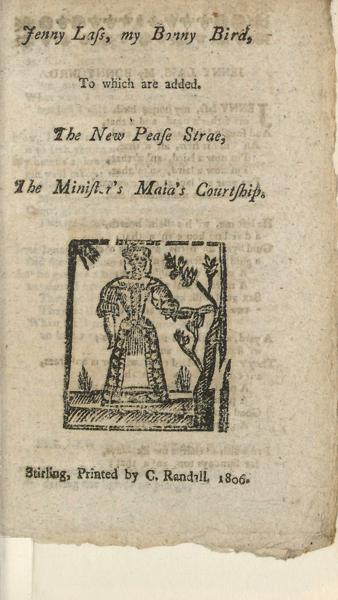 Jenny Laſs, my Bonny Bird,
To which are added.
The New Peaſe Strae,
The Miniſter's Maid's Courtſhip.
Stirling, Printed by C. Randall, 1806.